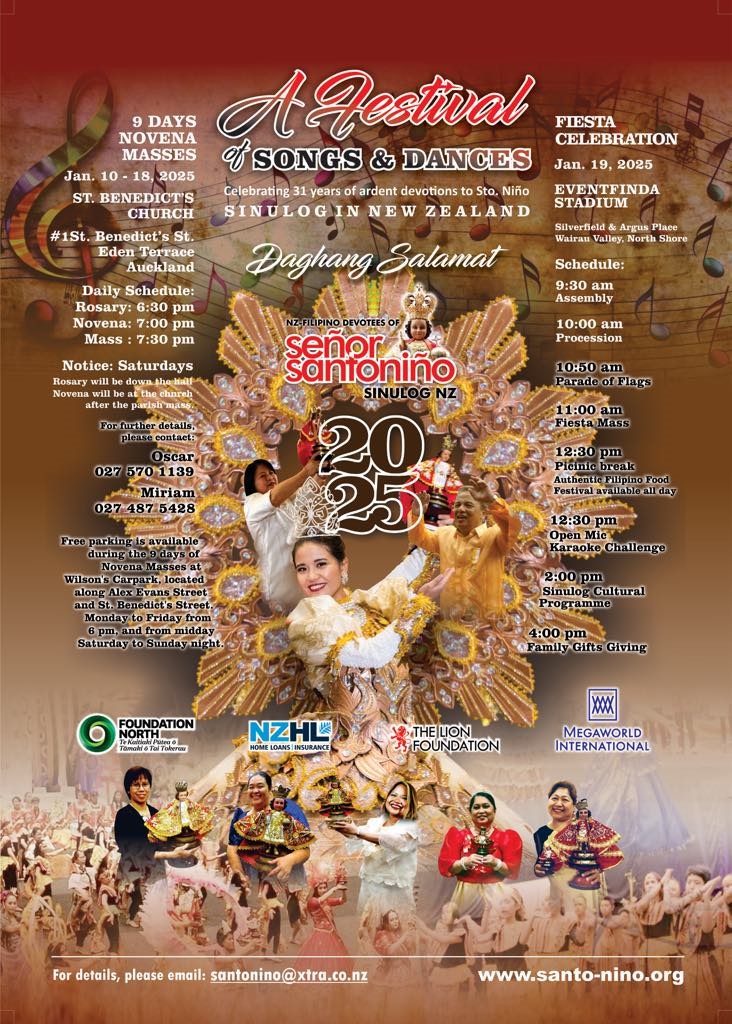 A Festival
of SONGS & DANCES
Celebrating 31 years of ardent devotions to Sto. Niño
SINULOG IN NEW ZEALAND
Daghang Salamat
NZ-FILIPINO DEVOTEES OF
señor
santoniño
SINULOG NZ
20
25
9 DAYS
NOVENA
MASSES
Jan. 10 - 18, 2025
ST. BENEDICT'S
CHURCH
#1St. Benedict's St.
Eden Terrace
Auckland
Daily Schedule:
Rosary: 6:30 pm
Novena: 7:00 pm
Mass : 7:30 pm
Notice: Saturdays
Rosary will be down the hall
Novena will be at the church
after the parish mass.
For further details,
please contact:
Oscar
027 570 1139
Miriam
027 487 5428
Free parking is available
during the 9 days of
Novena Masses at
Wilson's Carpark, located
along Alex Evans Street
and St. Benedict's Street.
Monday to Friday from
6 pm, and from midday
Saturday to Sunday night.
FIESTA
CELEBRATION
Jan. 19, 2025
EVENTFINDA
STADIUM
Silverfield & Argus Place
Wairau Valley, North Shore
Schedule:
9:30 am
Assembly
10:00 am
Procession
10:50 am
Parade of Flags
11:00 am
Fiesta Mass
12:30 pm
Picinic break
Authentic Filipino Food
Festival available all day
12:30 pm
Open Mic
Karaoke Challenge
2:00 pm
Sinulog Cultural
Programme
4:00 pm
Family Gifts Giving
FOUNDATION
NORTH
Te Kaitiaki Pūtea ō
Tāmaki ō Tai Tokerau
NZHL
HOME LOANS | INSURANCE
THE LION
FOUNDATION
MEGAWORLD
INTERNATIONAL
For details, please email: santonino@xtra.co.nz
www.santo-nino.org